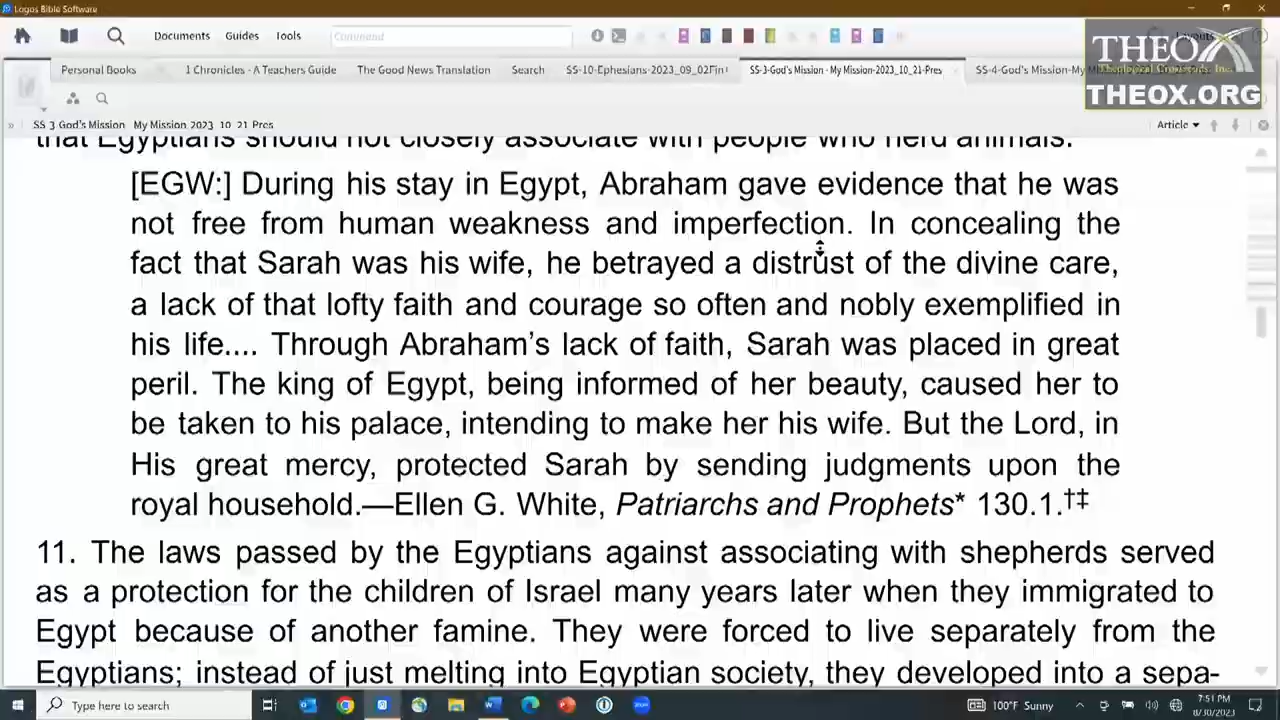 Logos Bible Software
Documents Guides Tools Command Layouts
Personal Books 1 Chronicles - A Teachers Guide The Good News Version Search SS-10-Ephesians-2023_09_02Fin SS-3-God's Mission - My Mission-2023_10_21-Pres SS-4-God's Mission-My
THEOX
Theological Crossroads, Inc.
THEOX.ORG
» SS 3 God's Mission My Mission 2023 10 21 Pres Article
that Egyptians should not closely associate with people who herd animals.
[EGW:] During his stay in Egypt, Abraham gave evidence that he was
not free from human weakness and imperfection. In concealing the
fact that Sarah was his wife, he betrayed a distrust of the divine care,
a lack of that lofty faith and courage so often and nobly exemplified in
his life.... Through Abraham's lack of faith, Sarah was placed in great
peril. The king of Egypt, being informed of her beauty, caused her to
be taken to his palace, intending to make her his wife. But the Lord, in
His great mercy, protected Sarah by sending judgments upon the
royal household.—Ellen G. White, Patriarchs and Prophets* 130.1.†‡
11. The laws passed by the Egyptians against associating with shepherds served
as a protection for the children of Israel many years later when they immigrated to
Egypt because of another famine. They were forced to live separately from the
Egyptians; instead of just melting into Egyptian society, they developed into a sepa-
Type here to search 100°F Sunny 7:51 PM
8/30/2023